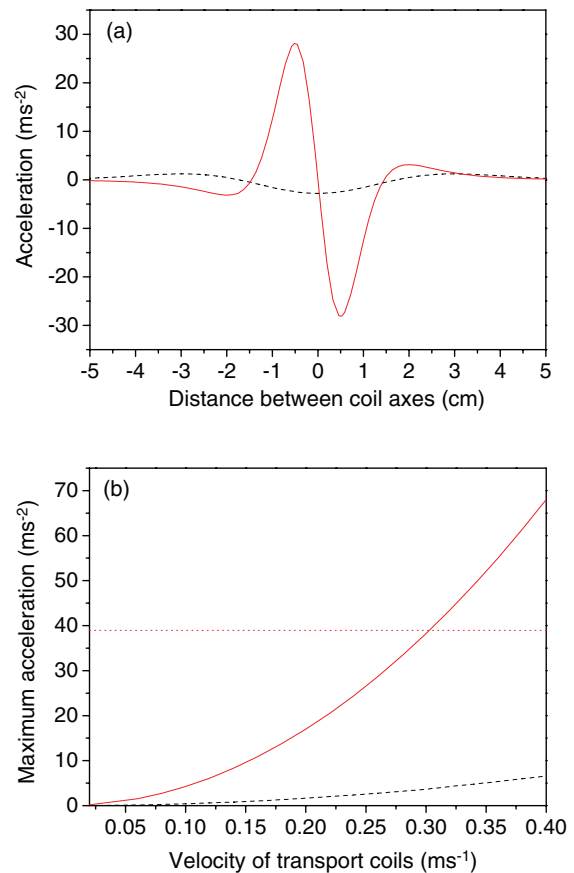 (a)
30
20
10
0
-10
-20
-30
Acceleration (ms⁻²)
-5 -4 -3 -2 -1 0 1 2 3 4 5
Distance between coil axes (cm)
(b)
70
60
50
40
30
20
10
0
Maximum acceleration (ms⁻²)
0.05 0.10 0.15 0.20 0.25 0.30 0.35 0.40
Velocity of transport coils (ms⁻¹)